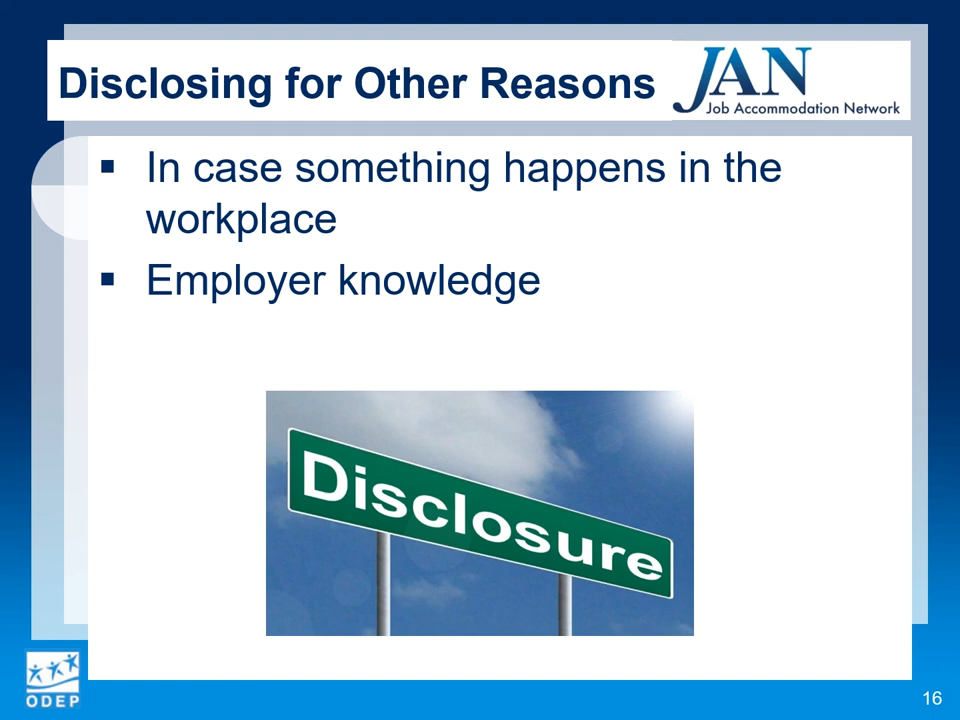 Disclosing for Other Reasons
JAN
Job Accommodation Network
▪ In case something happens in the
workplace
▪ Employer knowledge
Disclosure
ODEP
16